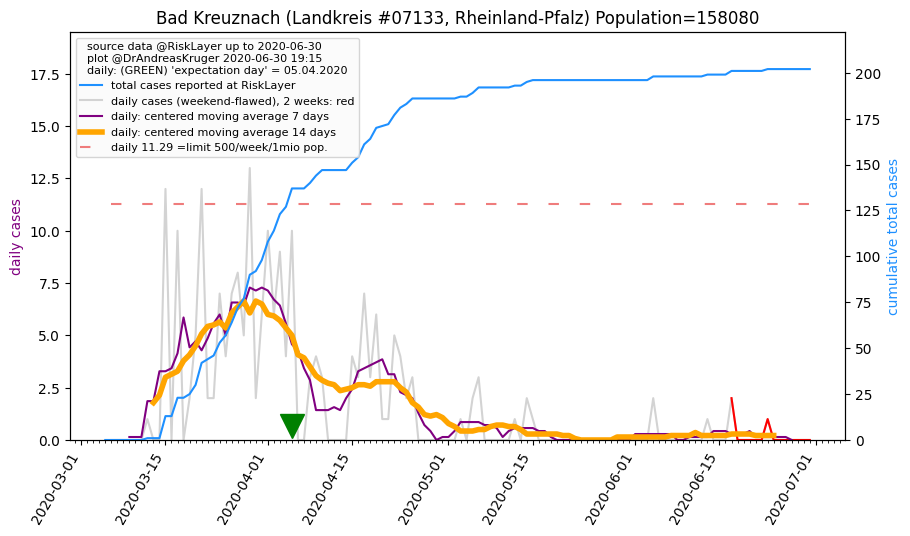 Bad Kreuznach (Landkreis #07133, Rheinland-Pfalz) Population=158080
source data @RiskLayer up to 2020-06-30
plot @DrAndreasKruger 2020-06-30 19:15
daily: (GREEN) 'expectation day' = 05.04.2020
total cases reported at RiskLayer
daily cases (weekend-flawed), 2 weeks: red
daily: centered moving average 7 days
daily: centered moving average 14 days
daily 11.29 =limit 500/week/1mio pop.
daily cases
17.5
15.0
12.5
10.0
7.5
5.0
2.5
0.0
200
175
150
125
100
75
50
25
0
cumulative total cases
2020-03-01
2020-03-15
2020-04-01
2020-04-15
2020-05-01
2020-05-15
2020-06-01
2020-06-15
2020-07-01